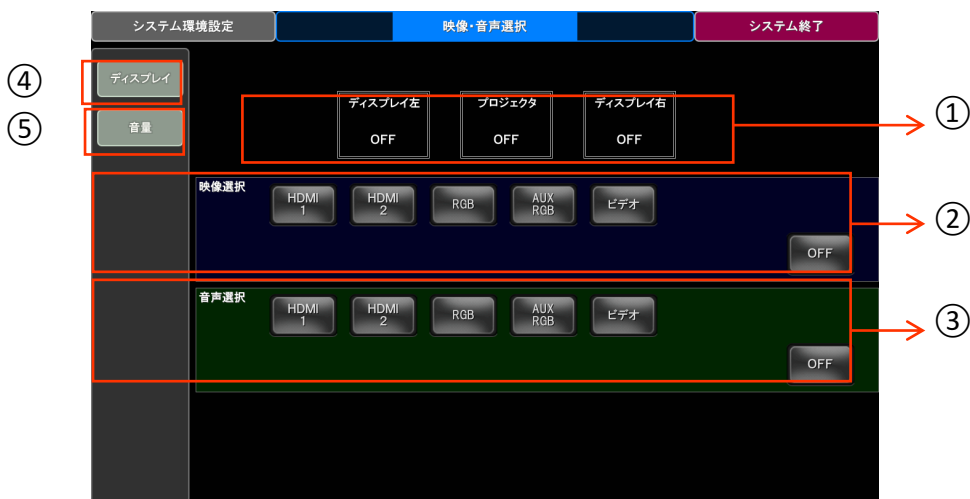 システム環境設定
映像・音声選択
システム終了
④
ディスプレイ
⑤
音量
ディスプレイ左
OFF
プロジェクタ
OFF
ディスプレイ右
OFF
①
映像選択
HDMI
1
HDMI
2
RGB
AUX
RGB
ビデオ
OFF
②
音声選択
HDMI
1
HDMI
2
RGB
AUX
RGB
ビデオ
OFF
③